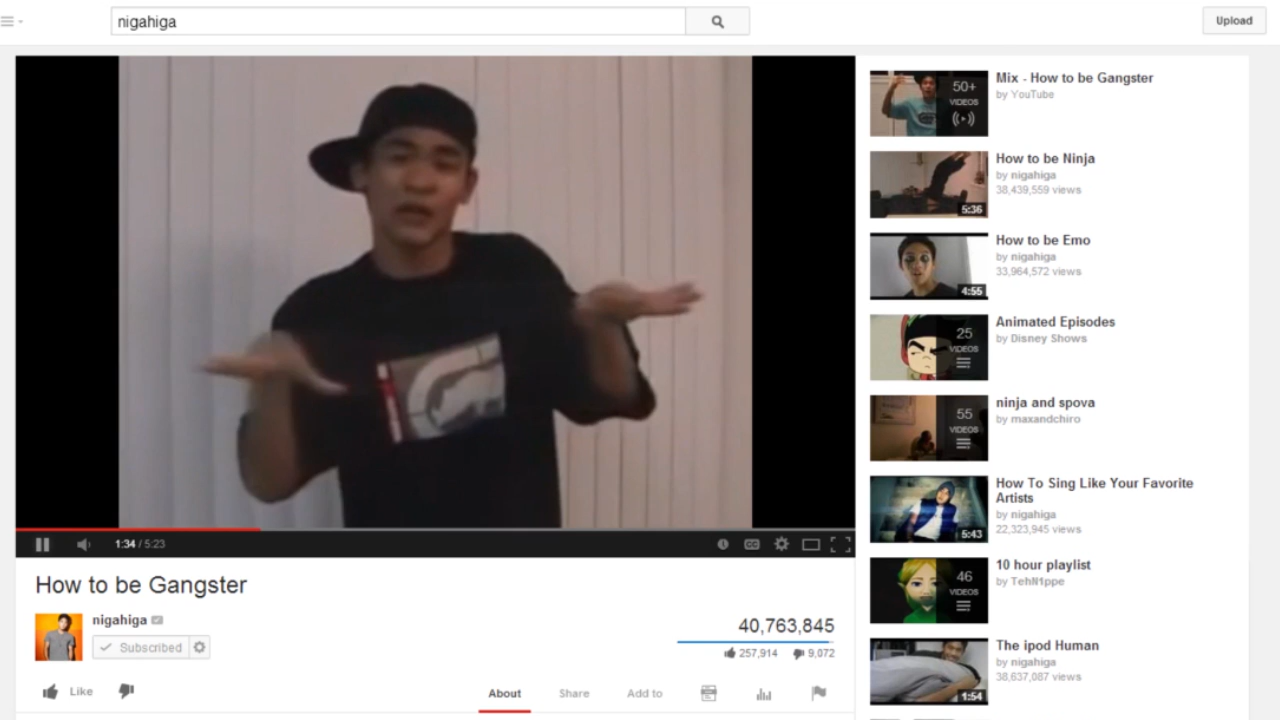 nigahiga
Upload
1:34 / 5:23
CC
How to be Gangster
nigahiga
Subscribed
40,763,845
257,914 9,072
Like
About Share Add to
50+
VIDEOS
Mix - How to be Gangster
by YouTube
5:36
How to be Ninja
by nigahiga
38,439,559 views
4:55
How to be Emo
by nigahiga
33,964,572 views
25
VIDEOS
Animated Episodes
by Disney Shows
55
VIDEOS
ninja and spova
by maxandchiro
5:43
How To Sing Like Your Favorite
Artists
by nigahiga
22,323,945 views
46
VIDEOS
10 hour playlist
by TehN1ppe
1:54
The ipod Human
by nigahiga
38,637,087 views